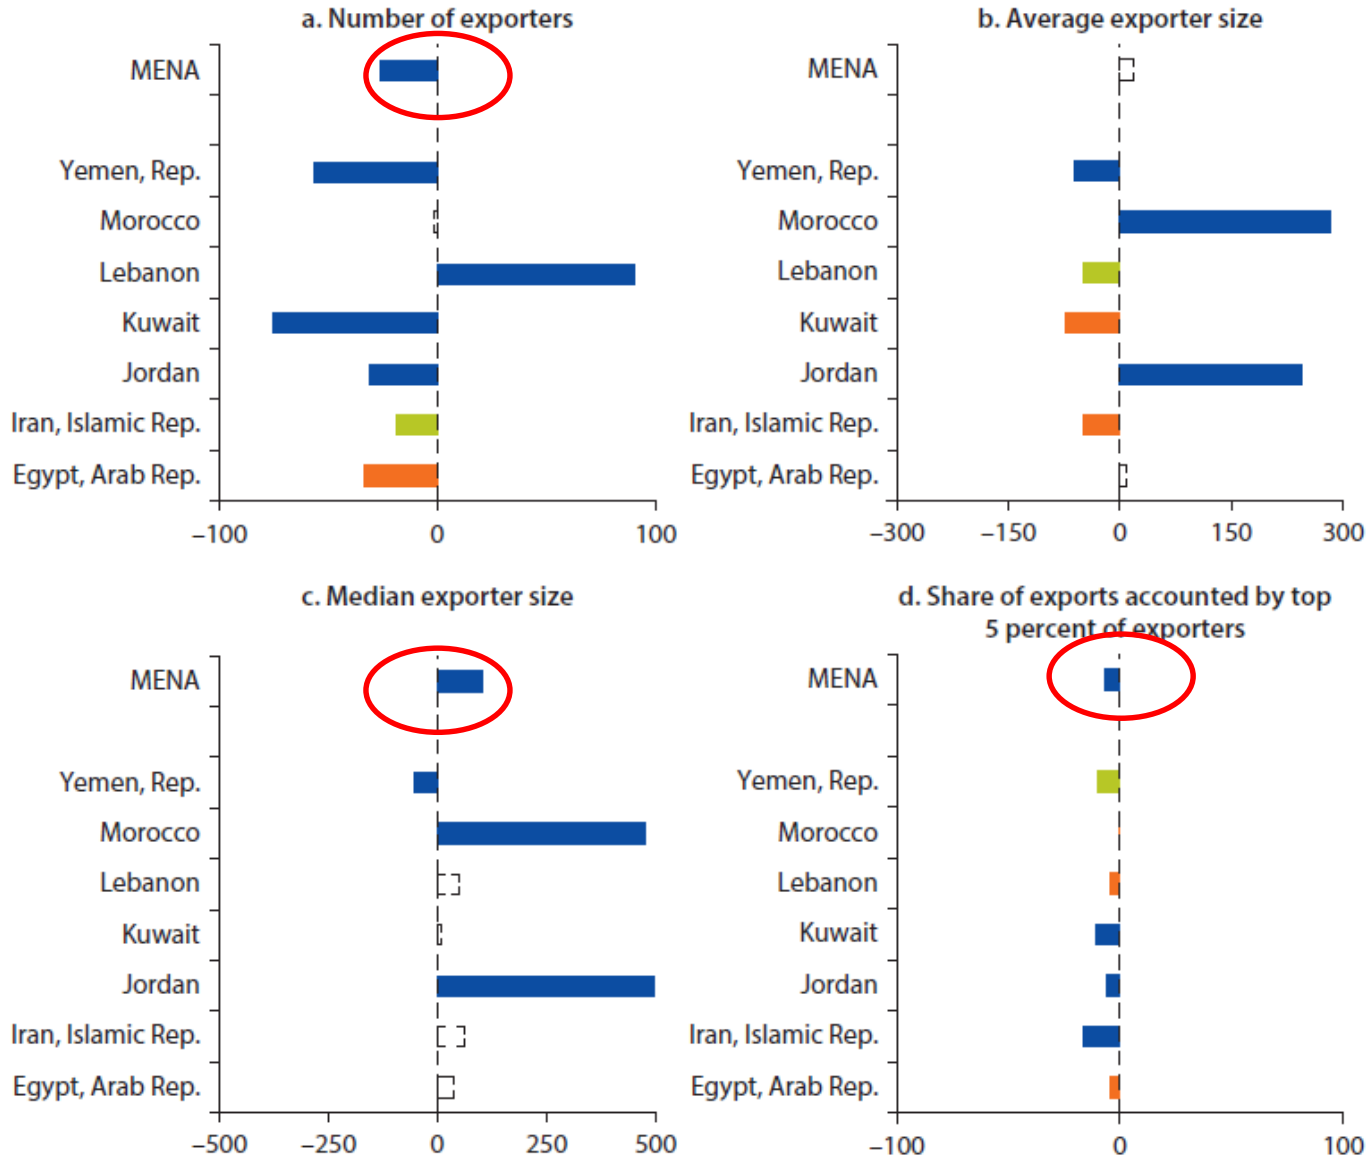 a. Number of exporters
MENA
Yemen, Rep.
Morocco
Lebanon
Kuwait
Jordan
Iran, Islamic Rep.
Egypt, Arab Rep.
–100 0 100
b. Average exporter size
MENA
Yemen, Rep.
Morocco
Lebanon
Kuwait
Jordan
Iran, Islamic Rep.
Egypt, Arab Rep.
–300 –150 0 150 300
c. Median exporter size
MENA
Yemen, Rep.
Morocco
Lebanon
Kuwait
Jordan
Iran, Islamic Rep.
Egypt, Arab Rep.
–500 –250 0 250 500
d. Share of exports accounted by top
5 percent of exporters
MENA
Yemen, Rep.
Morocco
Lebanon
Kuwait
Jordan
Iran, Islamic Rep.
Egypt, Arab Rep.
–100 0 100